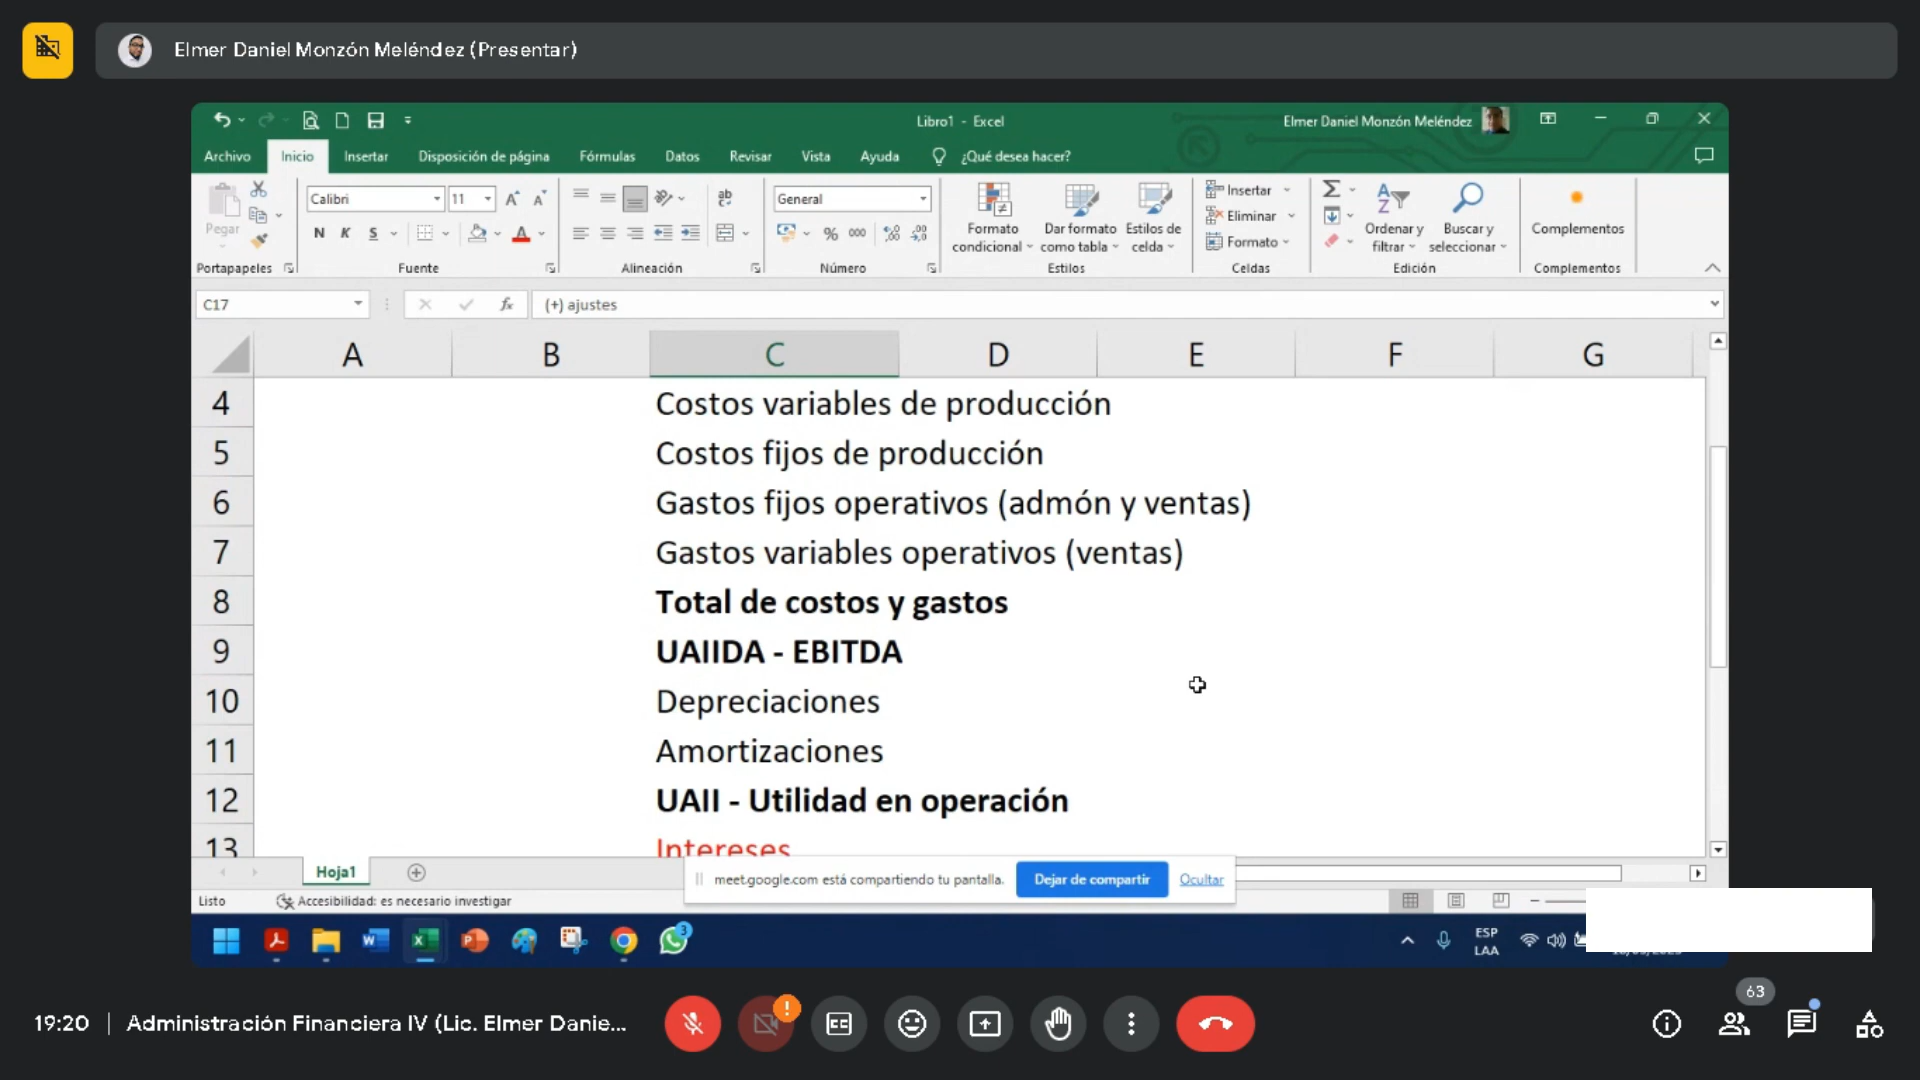 Elmer Daniel Monzón Meléndez (Presentar)
Libro1 - Excel
Elmer Daniel Monzón Meléndez
Archivo Inicio Insertar Disposición de página Fórmulas Datos Revisar Vista Ayuda ¿Qué desea hacer?
Pegar
Portapapeles
Calibri 11
N K S
Fuente
ab
Alineación
General
% 000
Número
Formato condicional
Dar formato como tabla
Estilos de celda
Estilos
Insertar
Eliminar
Formato
Celdas
Ordenar y filtrar
Buscar y seleccionar
Edición
Complementos
Complementos
C17 fx (+) ajustes
A B C D E F G
4 Costos variables de producción
5 Costos fijos de producción
6 Gastos fijos operativos (admón y ventas)
7 Gastos variables operativos (ventas)
8 Total de costos y gastos
9 UAIIDA - EBITDA
10 Depreciaciones
11 Amortizaciones
12 UAII - Utilidad en operación
13 Intereses
Hoja1
meet.google.com está compartiendo tu pantalla. Dejar de compartir Ocultar
Listo Accesibilidad: es necesario investigar
3
ESP
LAA
63
19:20 | Administración Financiera IV (Lic. Elmer Danie...